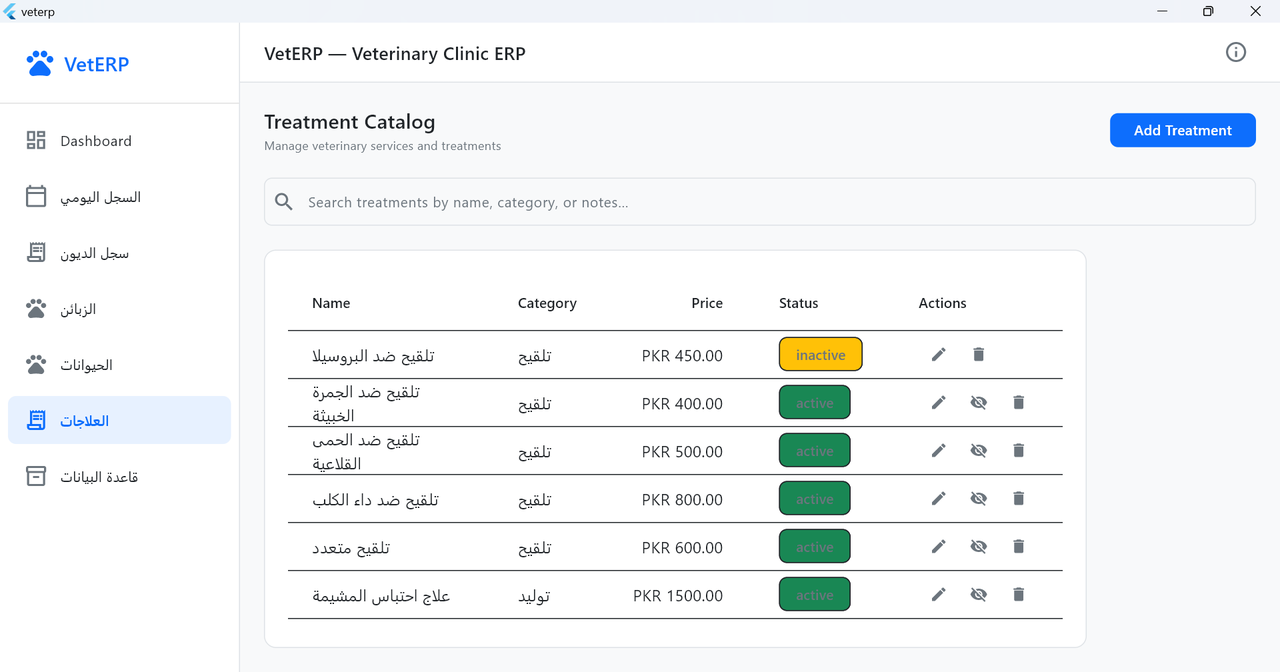 veterp
VetERP
VetERP — Veterinary Clinic ERP
Dashboard
السجل اليومي
سجل الديون
الزبائن
الحيوانات
العلاجات
قاعدة البيانات
Treatment Catalog
Manage veterinary services and treatments
Add Treatment
Search treatments by name, category, or notes...
Name Category Price Status Actions
تلقيح ضد البروسيلا تلقيح PKR 450.00 inactive
تلقيح ضد الجمرة
الخبيثة
تلقيح PKR 400.00 active
تلقيح ضد الحمى
القلاعية
تلقيح PKR 500.00 active
تلقيح ضد داء الكلب تلقيح PKR 800.00 active
تلقيح متعدد تلقيح PKR 600.00 active
علاج احتباس المشيمة توليد PKR 1500.00 active